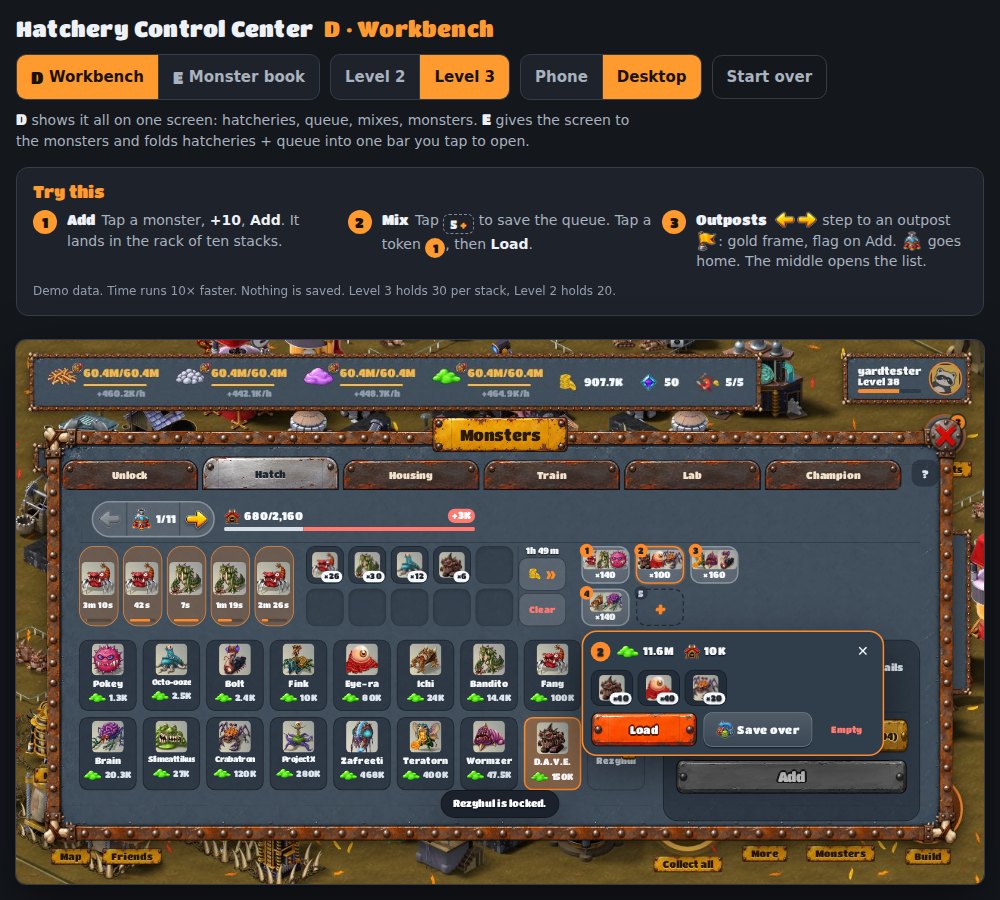 Hatchery Control Center D · Workbench
D Workbench E Monster book Level 2 Level 3 Phone Desktop Start over
D shows it all on one screen: hatcheries, queue, mixes, monsters. E gives the screen to
the monsters and folds hatcheries + queue into one bar you tap to open.
Try this
1 Add Tap a monster, +10, Add. It
lands in the rack of ten stacks.
2 Mix Tap 5+ to save the queue. Tap a
token 1, then Load.
3 Outposts step to an outpost
: gold frame, flag on Add. goes
home. The middle opens the list.
Demo data. Time runs 10× faster. Nothing is saved. Level 3 holds 30 per stack, Level 2 holds 20.
60.4M/60.4M 60.4M/60.4M 60.4M/60.4M 60.4M/60.4M 907.7K 50 5/5
+460.2K/h +442.1K/h +448.7K/h +464.9K/h
yardtester
Level 38
Monsters
Unlock Hatch Housing Train Lab Champion ?
1/11 680/2,160 +3K
1h 49m
×26 ×30 ×12 ×6
3m 10s 42s 7s 1m 19s 2m 26s
Clear
1 ×140 2 ×100 3 ×160
4 ×140 5 +
Pokey Octo-ooze Bolt Fink Eye-ra Ichi Bandito Fang
1.3K 2.5K 2.4K 10K 80K 24K 14.4K 100K
Brain Slimeattikus Crabatron ProjectX Zafreeti Teratorn Wormzer D.A.V.E. Rezghul
20.3K 27K 120K 280K 468K 400K 47.5K 150K
11.6M 10K
ails
Load Save over Empty
Add
Rezghul is locked.
Map Friends Collect all More Monsters Build